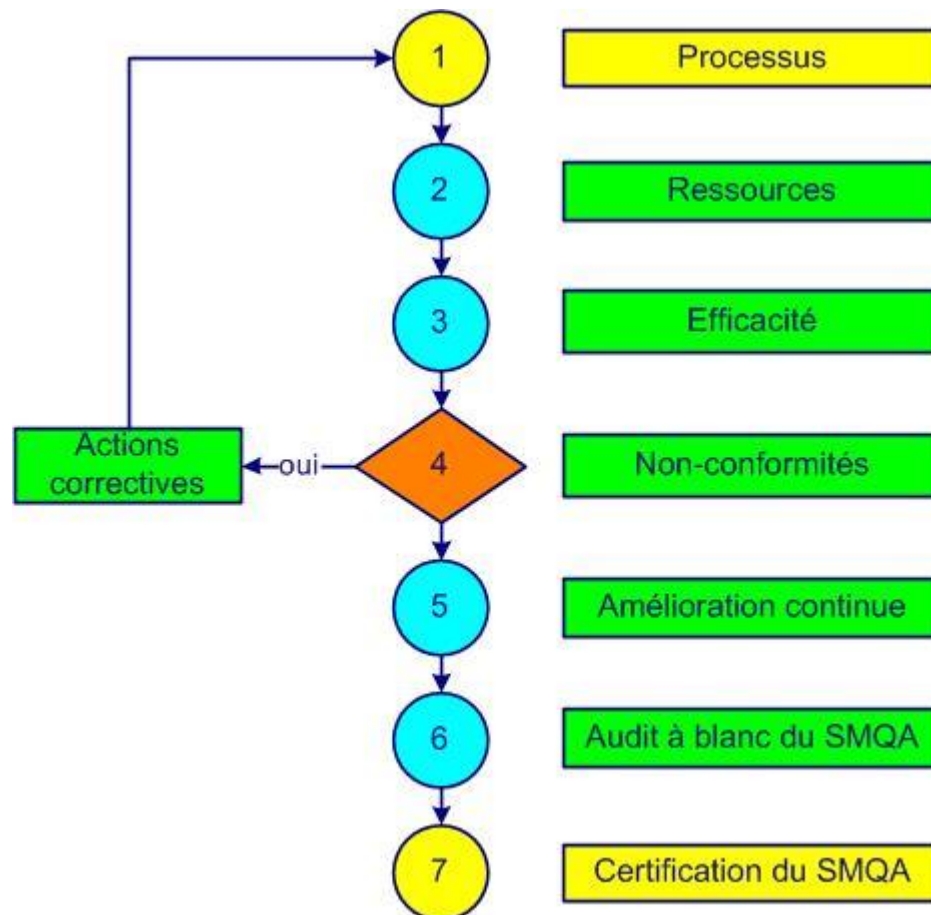 1
Processus
2
Ressources
3
Efficacité
Actions
correctives
oui
4
Non-conformités
5
Amélioration continue
6
Audit à blanc du SMQA
7
Certification du SMQA